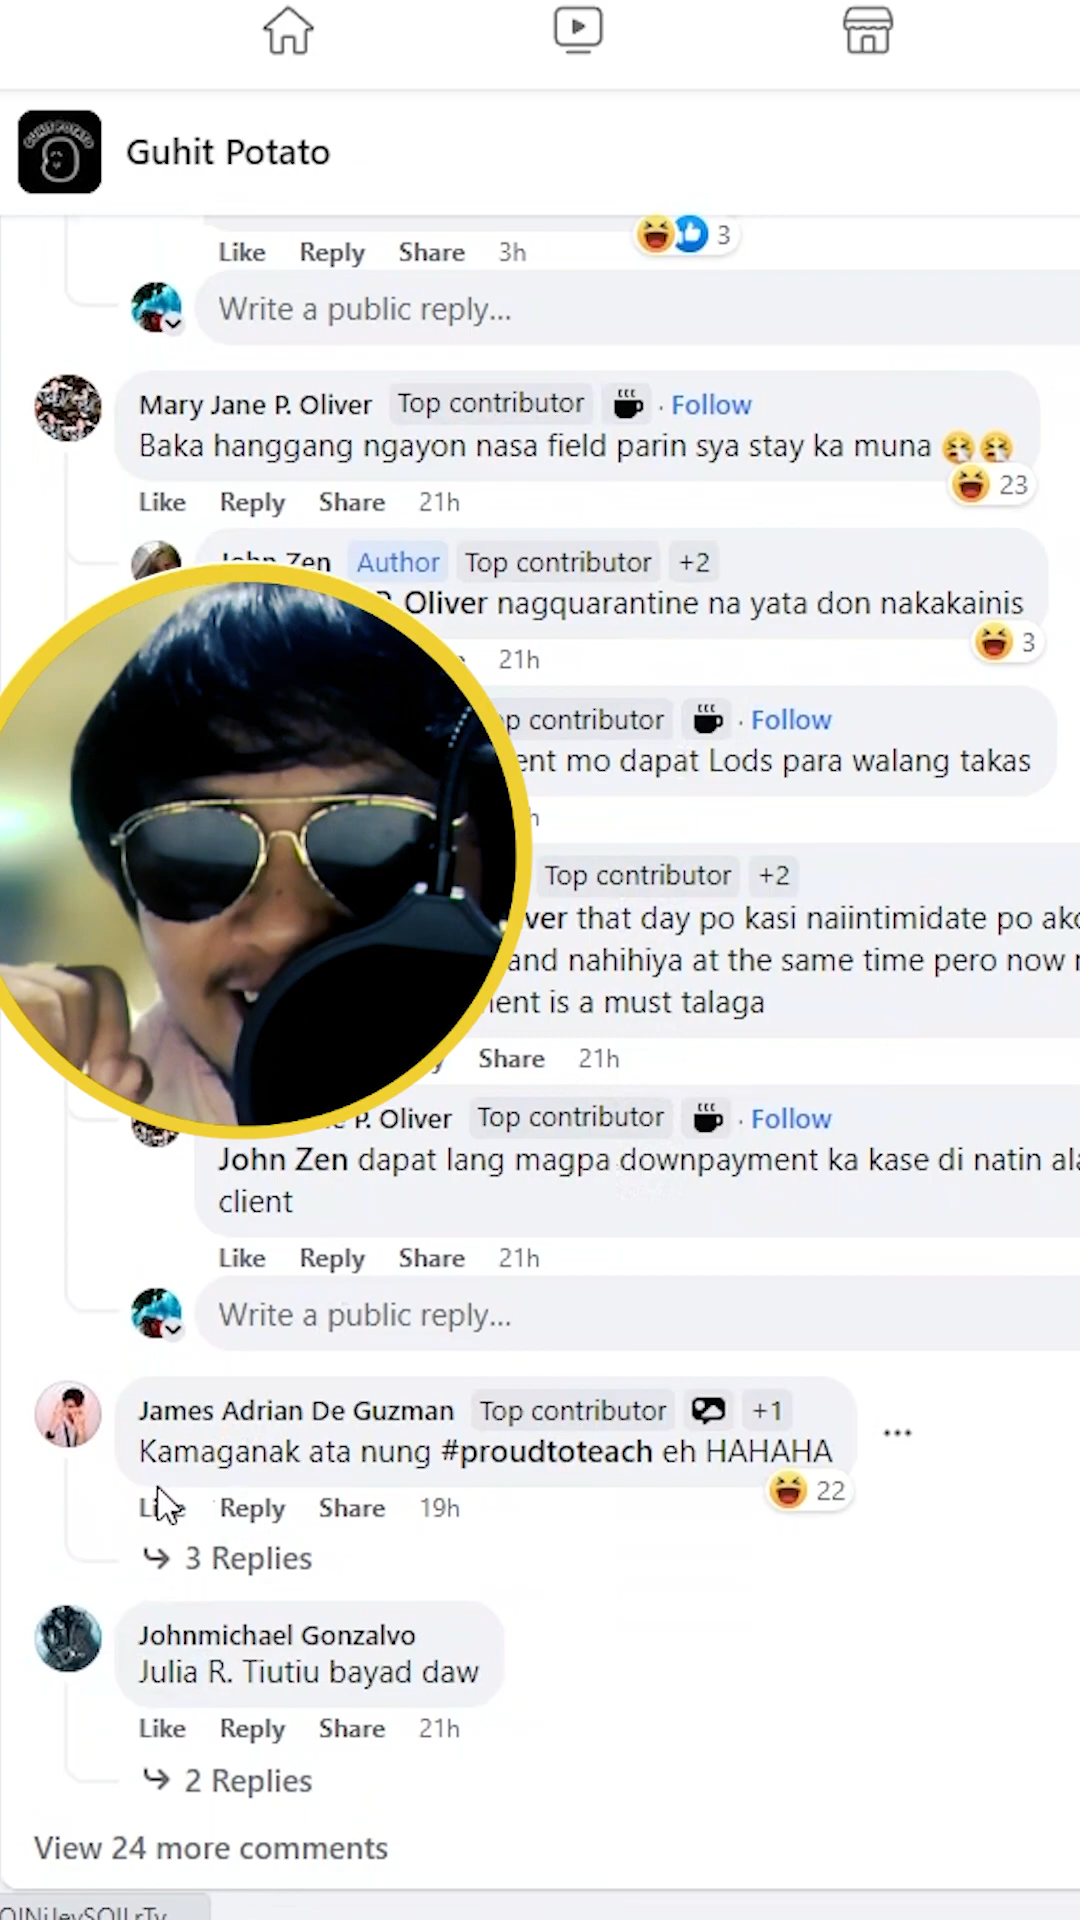 GUHIT POTATO
Guhit Potato
Like Reply Share 3h 3
Write a public reply...
Mary Jane P. Oliver Top contributor · Follow
Baka hanggang ngayon nasa field parin sya stay ka muna
23
Like Reply Share 21h
John Zen Author Top contributor +2
P. Oliver nagquarantine na yata don nakakainis
3
21h
contributor · Follow
mo dapat Lods para walang takas
Top contributor +2
that day po kasi naiintimidate po ako
and nahihiya at the same time pero now
is a must talaga
Share 21h
P. Oliver Top contributor · Follow
John Zen dapat lang magpa downpayment ka kase di natin
client
Like Reply Share 21h
Write a public reply...
James Adrian De Guzman Top contributor +1
Kamaganak ata nung #proudtoteach eh HAHAHA
22
Like Reply Share 19h
3 Replies
Johnmichael Gonzalvo
Julia R. Tiutiu bayad daw
Like Reply Share 21h
2 Replies
View 24 more comments